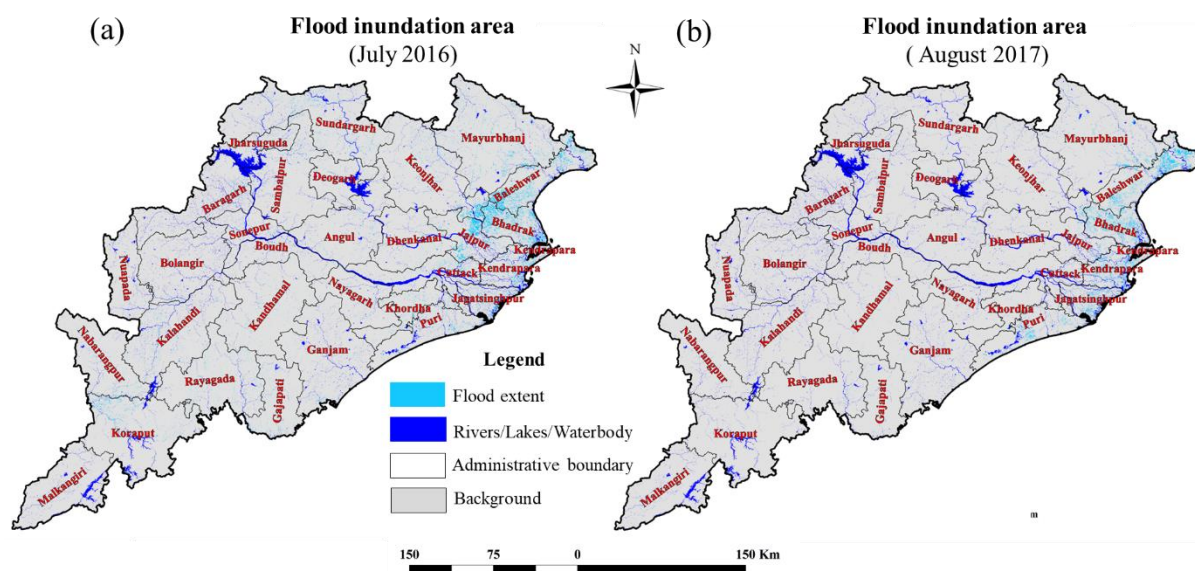 (a)
Flood inundation area
(July 2016)
N
(b)
Flood inundation area
( August 2017)
Sundargarh
Jharsuguda
Mayurbhanj
Keonjhar
Deogarh
Sambalpur
Baragarh
Baleshwar
Bhadrak
Sonepur
Boudh
Angul
Dhenkanal
Jajpur
Kendrapara
Kendrapara
Cuttack
Jagatsinghpur
Bolangir
Nuapada
Kandhamal
Nayagarh
Khordha
Puri
Kalahandi
Nabarangpur
Ganjam
Rayagada
Gajapati
Koraput
Malkangiri
Legend
Flood extent
Rivers/Lakes/Waterbody
Administrative boundary
Background
Sundargarh
Jharsuguda
Mayurbhanj
Keonjhar
Deogarh
Sambalpur
Baragarh
Baleshwar
Bhadrak
Sonepur
Boudh
Angul
Dhenkanal
Jajpur
Kendrapara
Kendrapara
Cuttack
Jagatsinghpur
Bolangir
Nuapada
Kandhamal
Nayagarh
Khordha
Puri
Kalahandi
Nabarangpur
Ganjam
Rayagada
Gajapati
Koraput
Malkangiri
m
150 75 0 150 Km